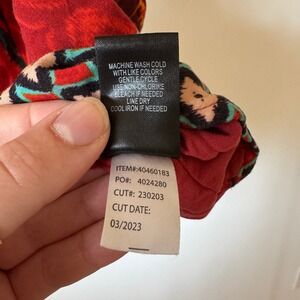 MACHINE WASH COLD
WITH LIKE COLORS
GENTLE CYCLE
USE NON-CHLORIKE
BLEACH IF NEEDED
LINE DRY
COOL IRON IF NEEDED
ITEM#:40460183
PO#: 4024280
CUT#: 230203
CUT DATE:
03/2023